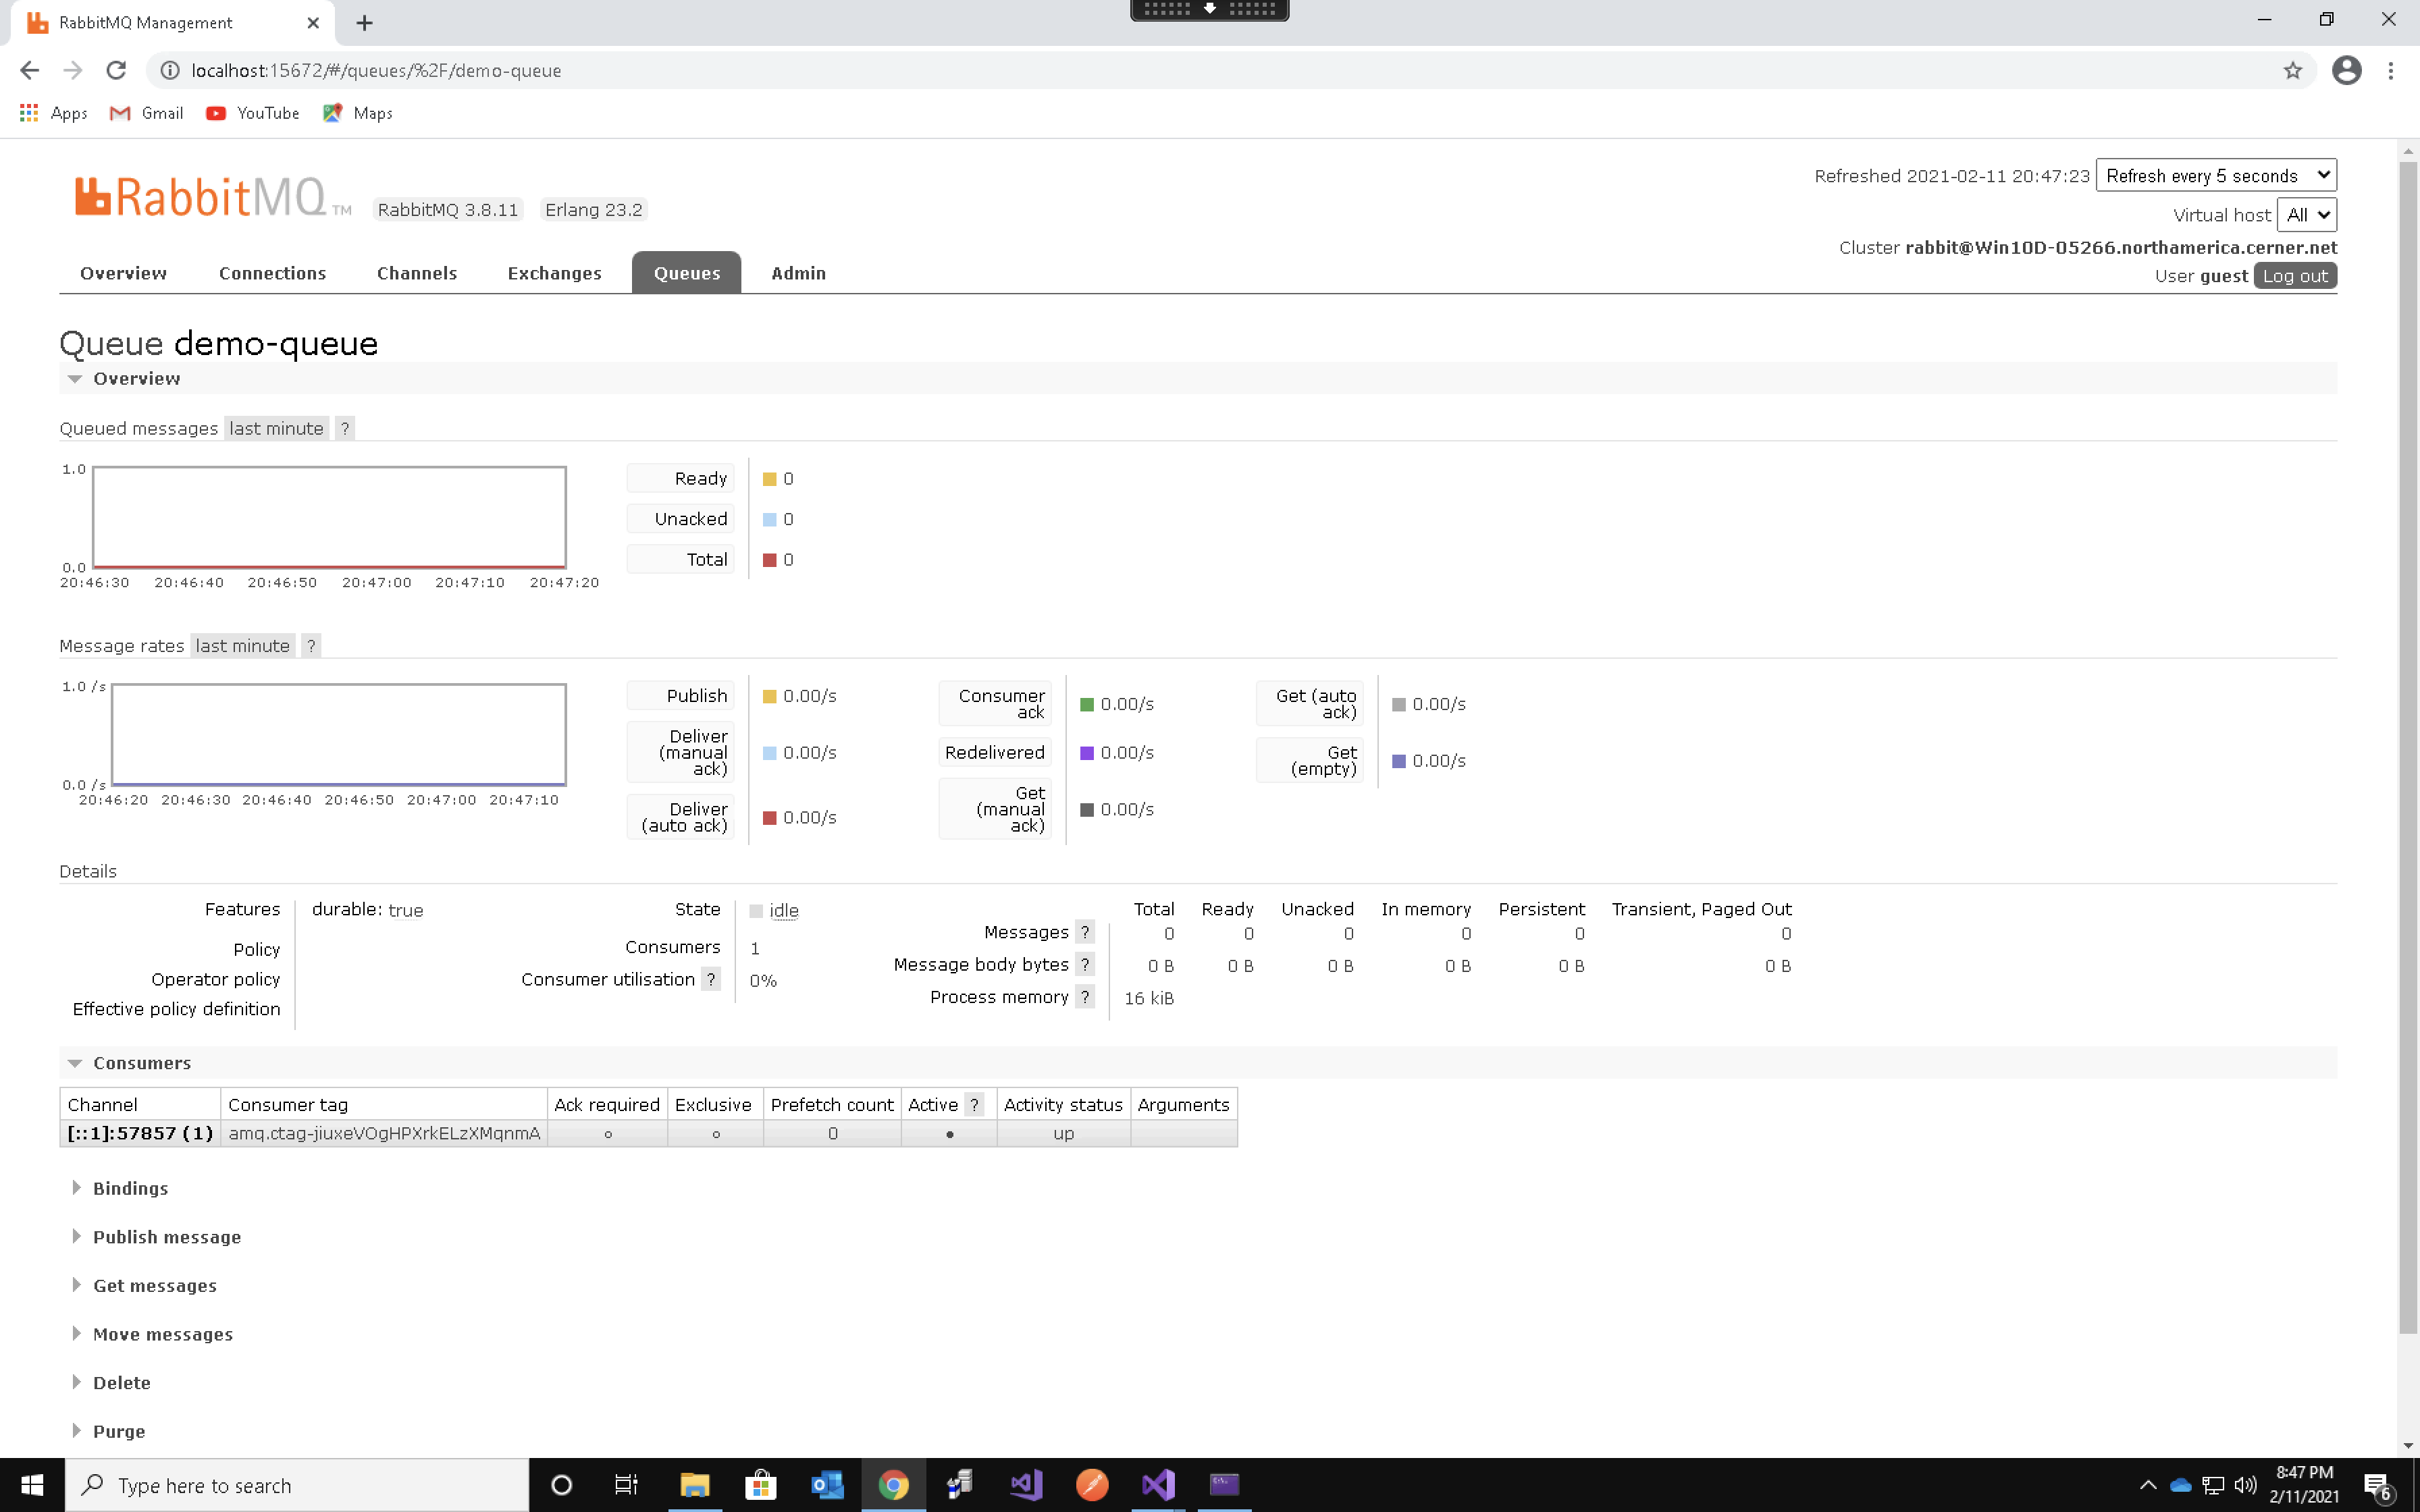 RabbitMQ Management
localhost:15672/#/queues/%2F/demo-queue
Apps Gmail YouTube Maps
RabbitMQ TM RabbitMQ 3.8.11 Erlang 23.2
Refreshed 2021-02-11 20:47:23 Refresh every 5 seconds
Virtual host All
Cluster rabbit@Win10D-05266.northamerica.cerner.net
User guest Log out
Overview Connections Channels Exchanges Queues Admin
Queue demo-queue
Overview
Queued messages last minute ?
1.0
0.0
20:46:30 20:46:40 20:46:50 20:47:00 20:47:10 20:47:20
Ready 0
Unacked 0
Total 0
Message rates last minute ?
1.0 /s
0.0 /s
20:46:20 20:46:30 20:46:40 20:46:50 20:47:00 20:47:10
Publish 0.00/s
Deliver
(manual 0.00/s
ack)
Deliver
(auto ack) 0.00/s
Consumer
ack 0.00/s
Redelivered 0.00/s
Get
(manual 0.00/s
ack)
Get (auto
ack) 0.00/s
Get
(empty) 0.00/s
Details
Features durable: true
Policy
Operator policy
Effective policy definition
State idle
Consumers 1
Consumer utilisation ? 0%
Total Ready Unacked In memory Persistent Transient, Paged Out
Messages ? 0 0 0 0 0 0
Message body bytes ? 0 B 0 B 0 B 0 B 0 B 0 B
Process memory ? 16 kiB
Consumers
Channel Consumer tag Ack required Exclusive Prefetch count Active ? Activity status Arguments
[::1]:57857 (1) amq.ctag-jiuxeVOgHPXrkELzXMqnmA ○ ○ 0 ● up
Bindings
Publish message
Get messages
Move messages
Delete
Purge
Type here to search
8:47 PM
2/11/2021
6